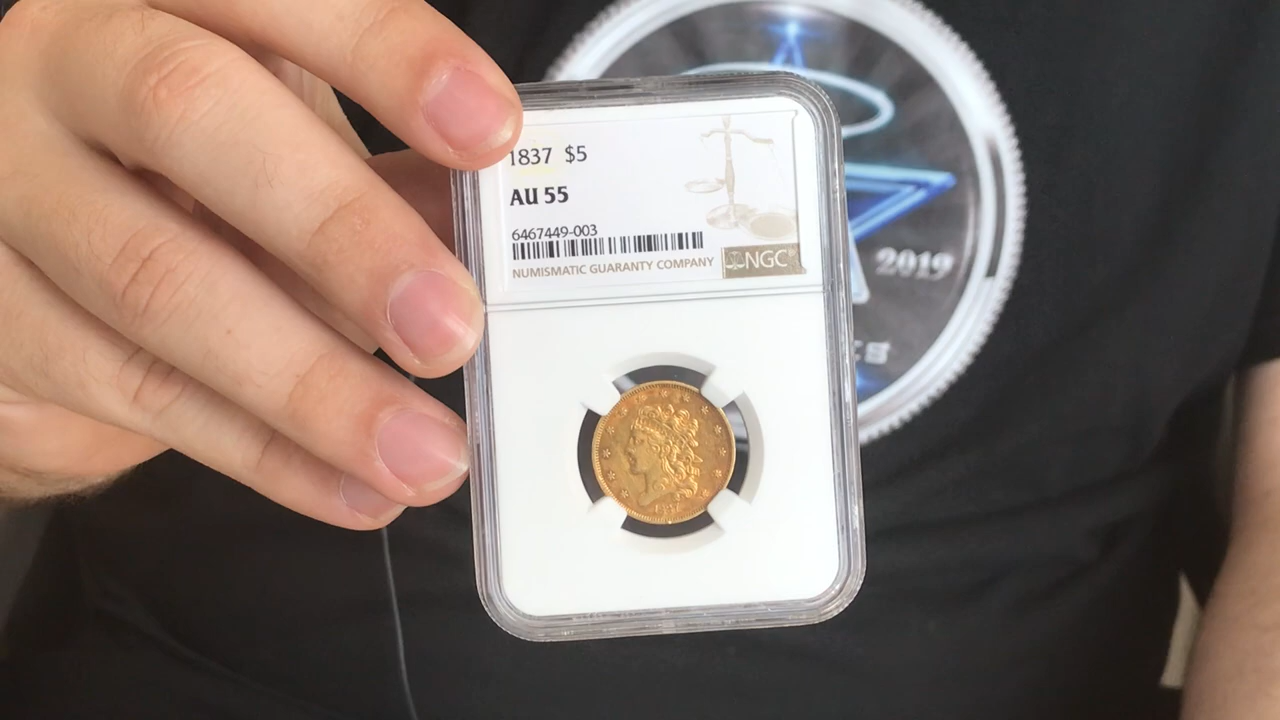 1837 $5
AU 55
6467449-003
NUMISMATIC GUARANTY COMPANY
NGC
2019